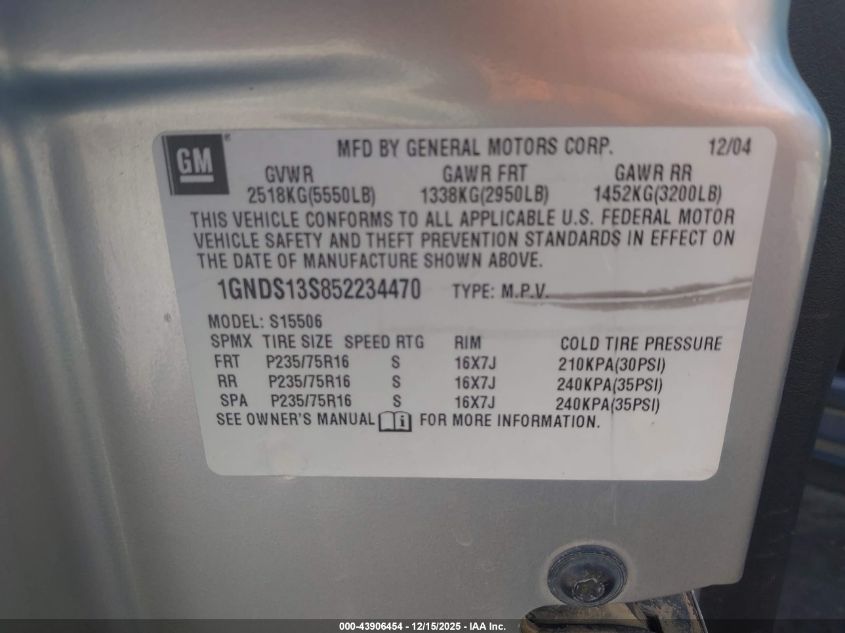 GM® MFD BY GENERAL MOTORS CORP. 12/04
GVWR GAWR FRT GAWR RR
2518KG(5550LB) 1338KG(2950LB) 1452KG(3200LB)
THIS VEHICLE CONFORMS TO ALL APPLICABLE U.S. FEDERAL MOTOR
VEHICLE SAFETY AND THEFT PREVENTION STANDARDS IN EFFECT ON
THE DATE OF MANUFACTURE SHOWN ABOVE.
1GNDS13S852234470 TYPE: M.P.V.
MODEL: S15506
SPMX TIRE SIZE SPEED RTG RIM COLD TIRE PRESSURE
FRT P235/75R16 S 16X7J 210KPA(30PSI)
RR P235/75R16 S 16X7J 240KPA(35PSI)
SPA P235/75R16 S 16X7J 240KPA(35PSI)
SEE OWNER'S MANUAL i FOR MORE INFORMATION.
000-43906454 - 12/15/2025 - IAA Inc.